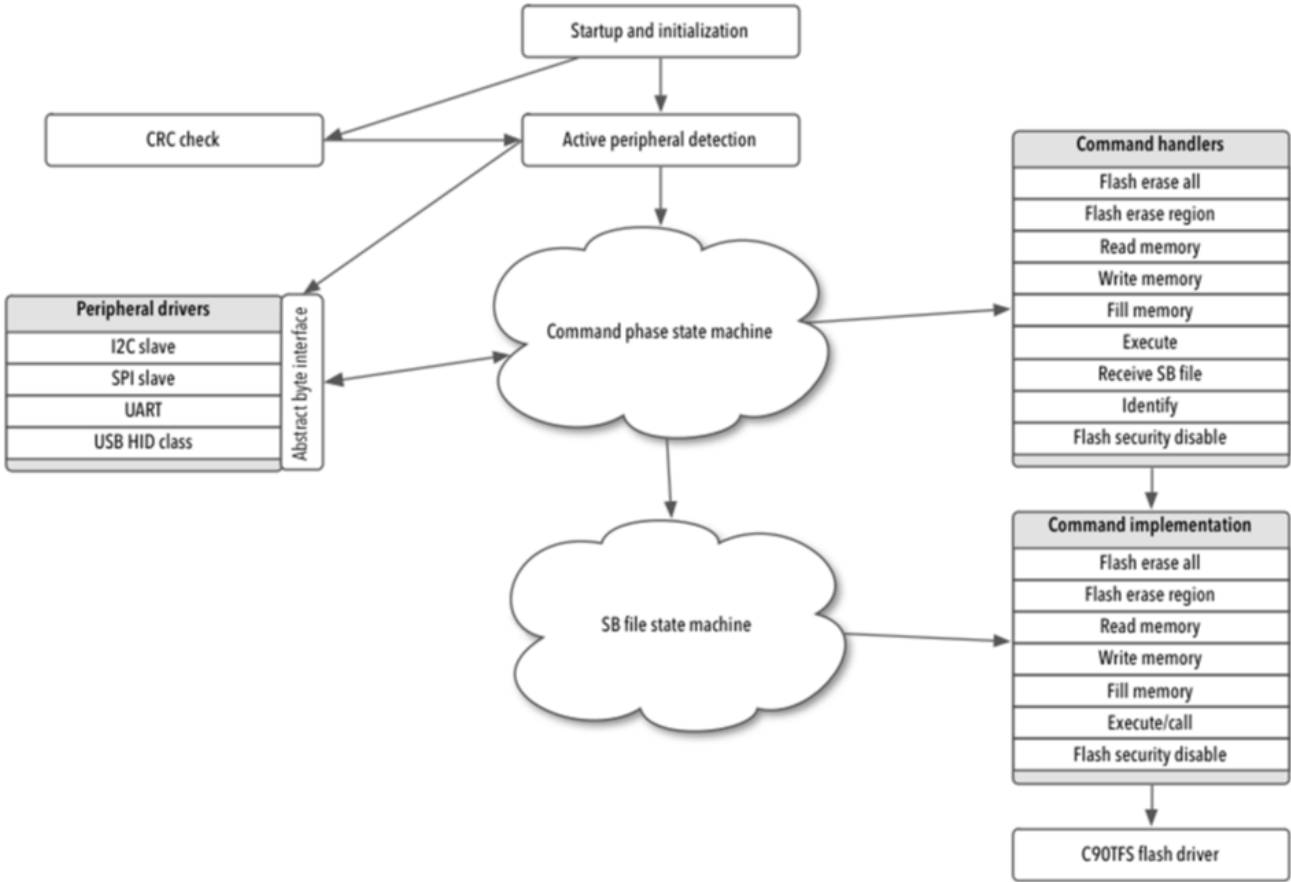 Startup and initialization
CRC check
Active peripheral detection
Peripheral drivers
I2C slave
SPI slave
UART
USB HID class
Abstract byte interface
Command phase state machine
SB file state machine
Command handlers
Flash erase all
Flash erase region
Read memory
Write memory
Fill memory
Execute
Receive SB file
Identify
Flash security disable
Command implementation
Flash erase all
Flash erase region
Read memory
Write memory
Fill memory
Execute/call
Flash security disable
C90TFS flash driver